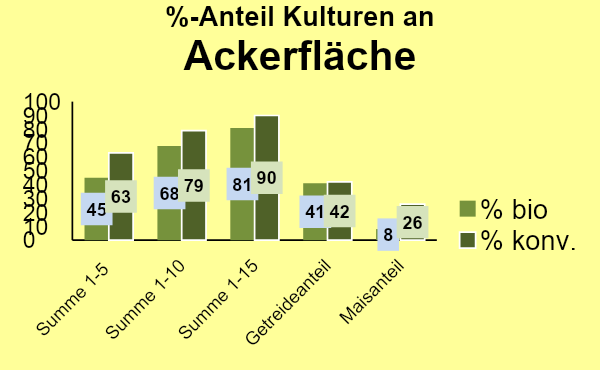 %-Anteil Kulturen an
Ackerfläche
100
90
80
70
60
50
40
30
20
10
0
45
63
68
79
81
90
41
42
8
26
% bio
% konv.
Summe 1-5
Summe 1-10
Summe 1-15
Getreideanteil
Maisanteil